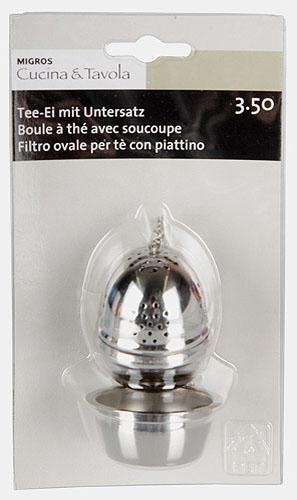 MIGROS
Cucina & Tavola
Tee-Ei mit Untersatz
3.50
Boule à thé avec soucoupe
Filtro ovale per tè con piattino